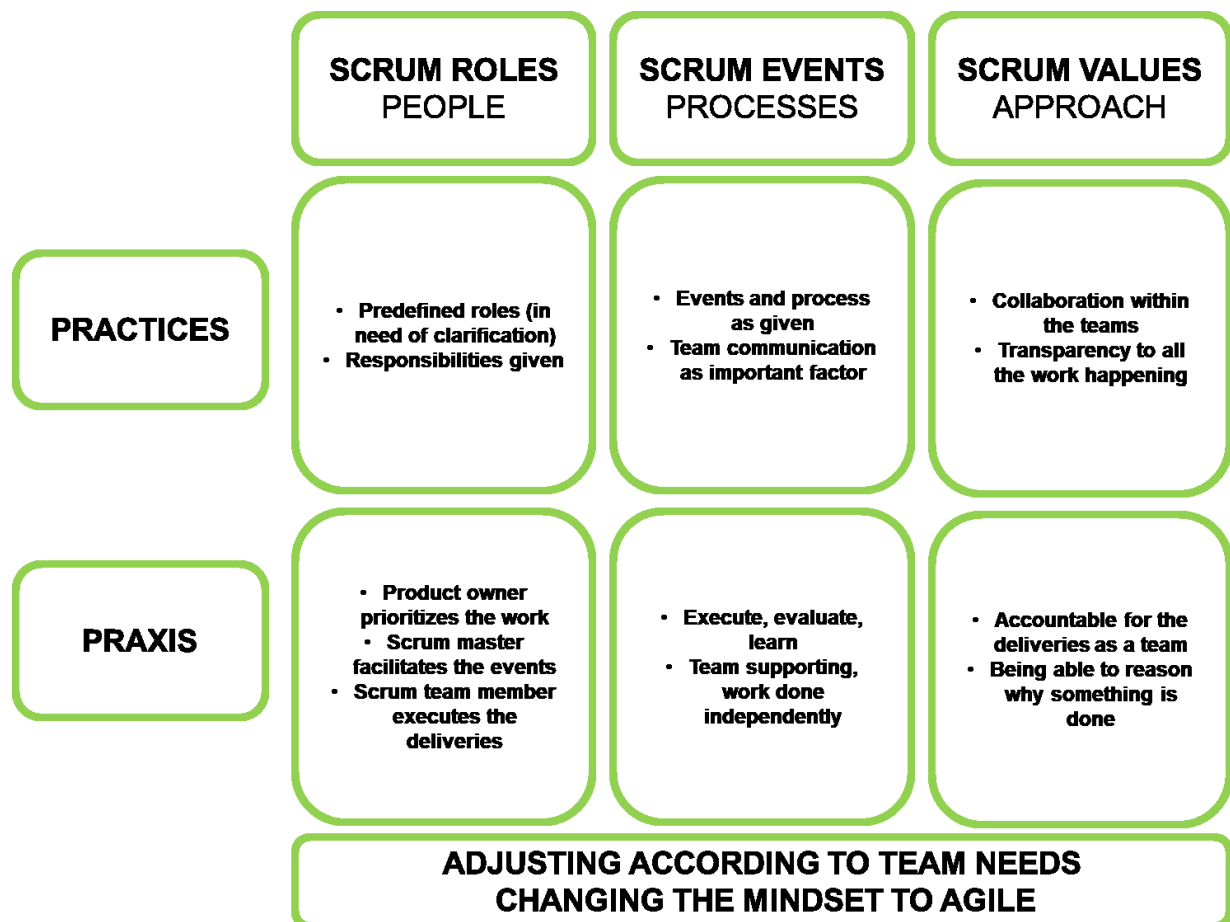 SCRUM ROLES
PEOPLE
SCRUM EVENTS
PROCESSES
SCRUM VALUES
APPROACH
PRACTICES
• Predefined roles (in
need of clarification)
• Responsibilities given
• Events and process
as given
• Team communication
as important factor
• Collaboration within
the teams
• Transparency to all
the work happening
PRAXIS
• Product owner
prioritizes the work
• Scrum master
facilitates the events
• Scrum team member
executes the
deliveries
• Execute, evaluate,
learn
• Team supporting,
work done
independently
• Accountable for the
deliveries as a team
• Being able to reason
why something is
done
ADJUSTING ACCORDING TO TEAM NEEDS
CHANGING THE MINDSET TO AGILE